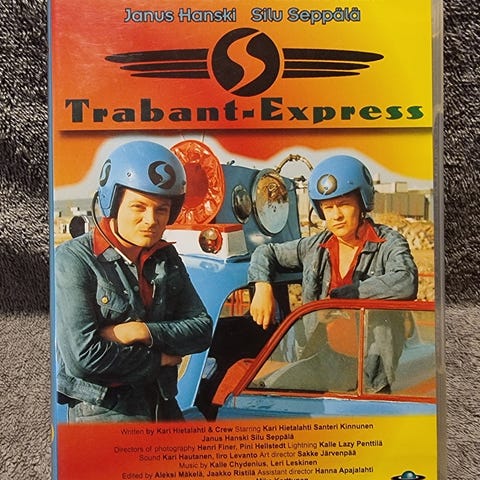 Janus Hanski Silu Seppälä
Trabant-Express
Written by Kari Hietalahti & Crew Starring Kari Hietalahti Santeri Kinnunen
Janus Hanski Silu Seppälä
Directors of photography Henri Finer, Pini Hellstedt Lightning Kalle Lazy Penttilä
Sound Kari Hautanen, Iiro Levanto Art director Sakke Järvenpää
Music by Kalle Chydenius, Leri Leskinen
Edited by Aleksi Mäkelä, Jaakko Ristilä Assistant director Hanna Apajalahti